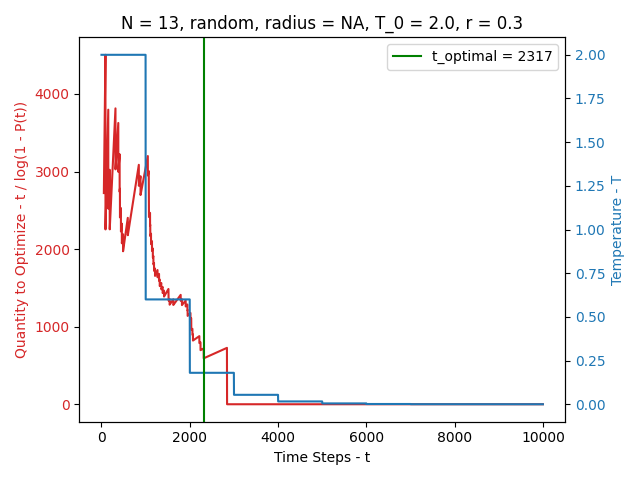 N = 13, random, radius = NA, T_0 = 2.0, r = 0.3
t_optimal = 2317
Quantity to Optimize - t / log(1 - P(t))
4000
3000
2000
1000
0
2.00
1.75
1.50
1.25
1.00
0.75
0.50
0.25
0.00
Temperature - T
0 2000 4000 6000 8000 10000
Time Steps - t